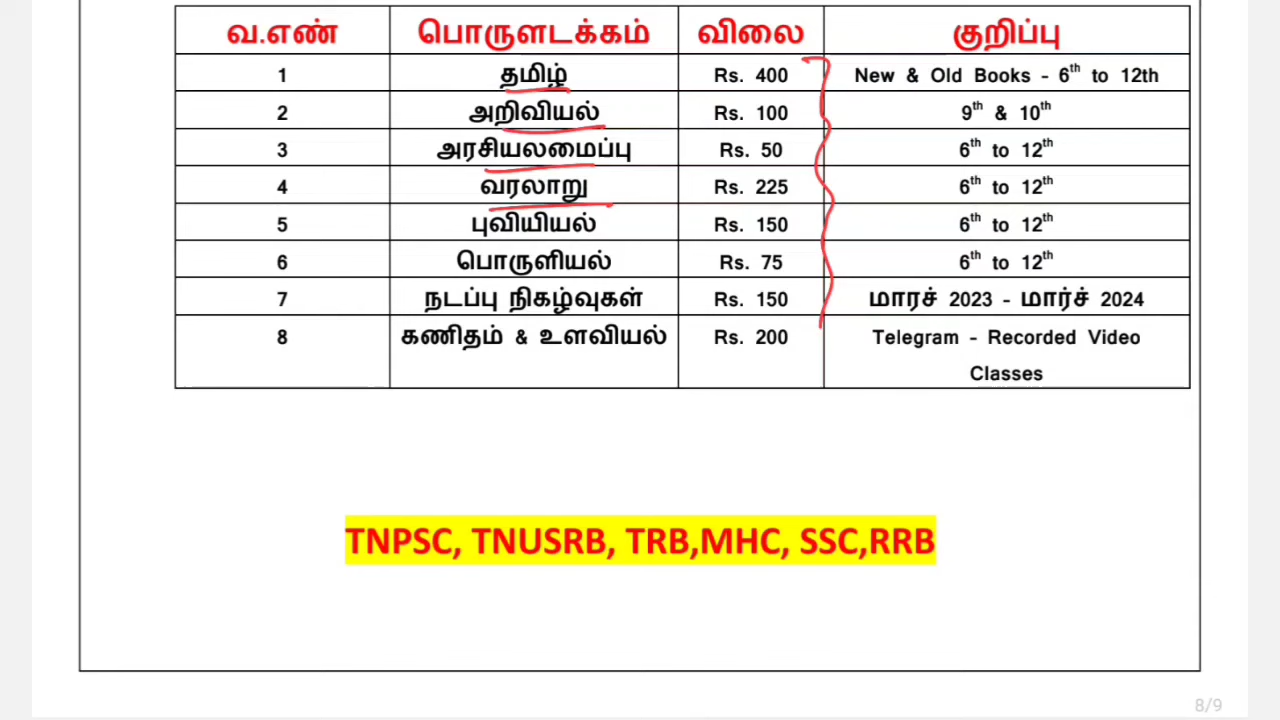 வ.எண் பொருளடக்கம் விலை குறிப்பு
1 தமிழ் Rs. 400 New & Old Books - 6th to 12th
2 அறிவியல் Rs. 100 9th & 10th
3 அரசியலமைப்பு Rs. 50 6th to 12th
4 வரலாறு Rs. 225 6th to 12th
5 புவியியல் Rs. 150 6th to 12th
6 பொருளியல் Rs. 75 6th to 12th
7 நடப்பு நிகழ்வுகள் Rs. 150 மாரச் 2023 - மார்ச் 2024
8 கணிதம் & உளவியல் Rs. 200 Telegram - Recorded Video
Classes
TNPSC, TNUSRB, TRB,MHC, SSC,RRB
8/9